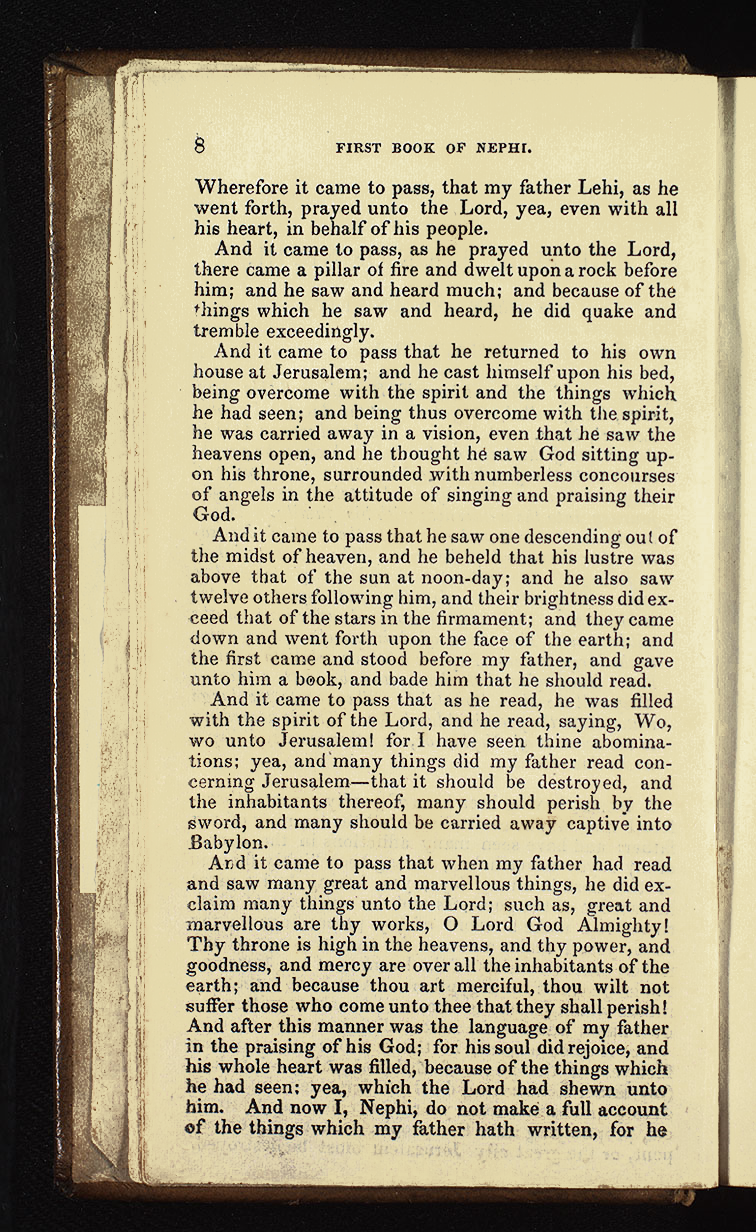 8 FIRST BOOK OF NEPHI.
Wherefore it came to pass, that my father Lehi, as he
went forth, prayed unto the Lord, yea, even with all
his heart, in behalf of his people.
And it came to pass, as he prayed unto the Lord,
there came a pillar of fire and dwelt upon a rock before
him; and he saw and heard much; and because of the
things which he saw and heard, he did quake and
tremble exceedingly.
And it came to pass that he returned to his own
house at Jerusalem; and he cast himself upon his bed,
being overcome with the spirit and the things which
he had seen; and being thus overcome with the spirit,
he was carried away in a vision, even that he saw the
heavens open, and he thought he saw God sitting up-
on his throne, surrounded with numberless concourses
of angels in the attitude of singing and praising their
God.
And it came to pass that he saw one descending out of
the midst of heaven, and he beheld that his lustre was
above that of the sun at noon-day; and he also saw
twelve others following him, and their brightness did ex-
ceed that of the stars in the firmament; and they came
down and went forth upon the face of the earth; and
the first came and stood before my father, and gave
unto him a book, and bade him that he should read.
And it came to pass that as he read, he was filled
with the spirit of the Lord, and he read, saying, Wo,
wo unto Jerusalem! for I have seen thine abomina-
tions; yea, and many things did my father read con-
cerning Jerusalem—that it should be destroyed, and
the inhabitants thereof, many should perish by the
sword, and many should be carried away captive into
Babylon.
And it came to pass that when my father had read
and saw many great and marvellous things, he did ex-
claim many things unto the Lord; such as, great and
marvellous are thy works, O Lord God Almighty!
Thy throne is high in the heavens, and thy power, and
goodness, and mercy are over all the inhabitants of the
earth; and because thou art merciful, thou wilt not
suffer those who come unto thee that they shall perish!
And after this manner was the language of my father
in the praising of his God; for his soul did rejoice, and
his whole heart was filled, because of the things which
he had seen; yea, which the Lord had shewn unto
him. And now I, Nephi, do not make a full account
of the things which my father hath written, for he